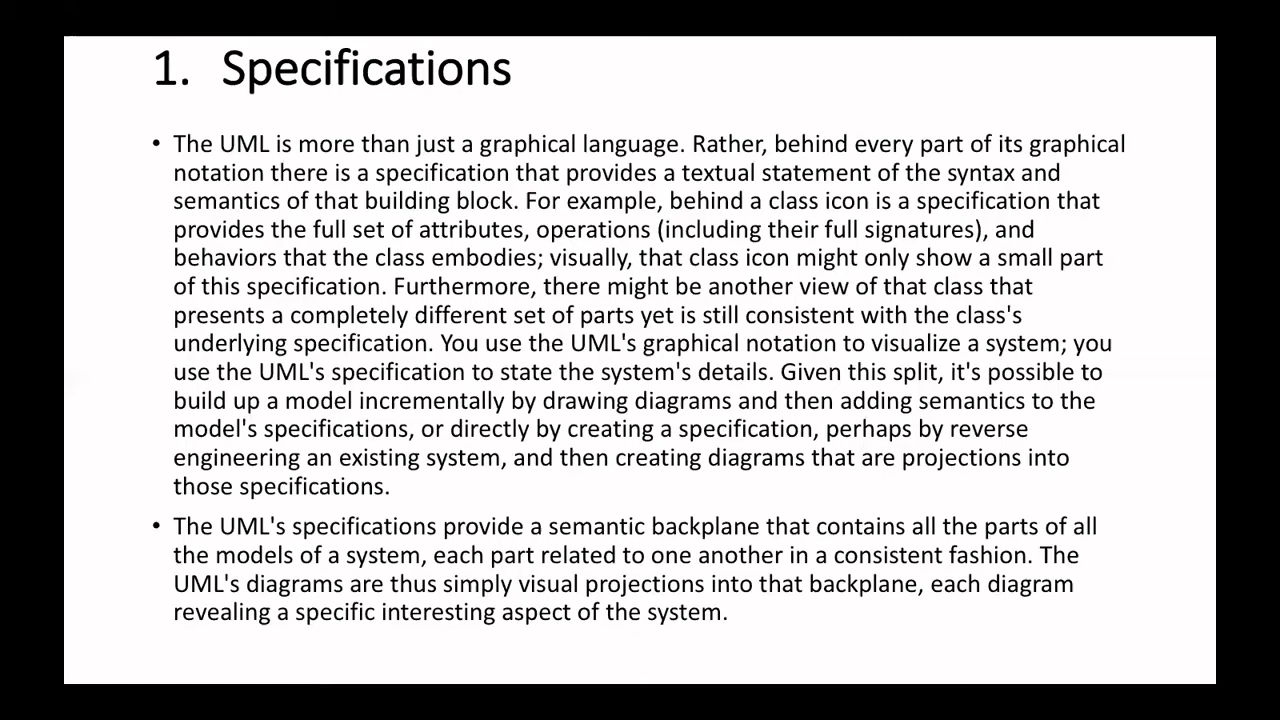 1. Specifications
• The UML is more than just a graphical language. Rather, behind every part of its graphical
notation there is a specification that provides a textual statement of the syntax and
semantics of that building block. For example, behind a class icon is a specification that
provides the full set of attributes, operations (including their full signatures), and
behaviors that the class embodies; visually, that class icon might only show a small part
of this specification. Furthermore, there might be another view of that class that
presents a completely different set of parts yet is still consistent with the class's
underlying specification. You use the UML's graphical notation to visualize a system; you
use the UML's specification to state the system's details. Given this split, it's possible to
build up a model incrementally by drawing diagrams and then adding semantics to the
model's specifications, or directly by creating a specification, perhaps by reverse
engineering an existing system, and then creating diagrams that are projections into
those specifications.
• The UML's specifications provide a semantic backplane that contains all the parts of all
the models of a system, each part related to one another in a consistent fashion. The
UML's diagrams are thus simply visual projections into that backplane, each diagram
revealing a specific interesting aspect of the system.